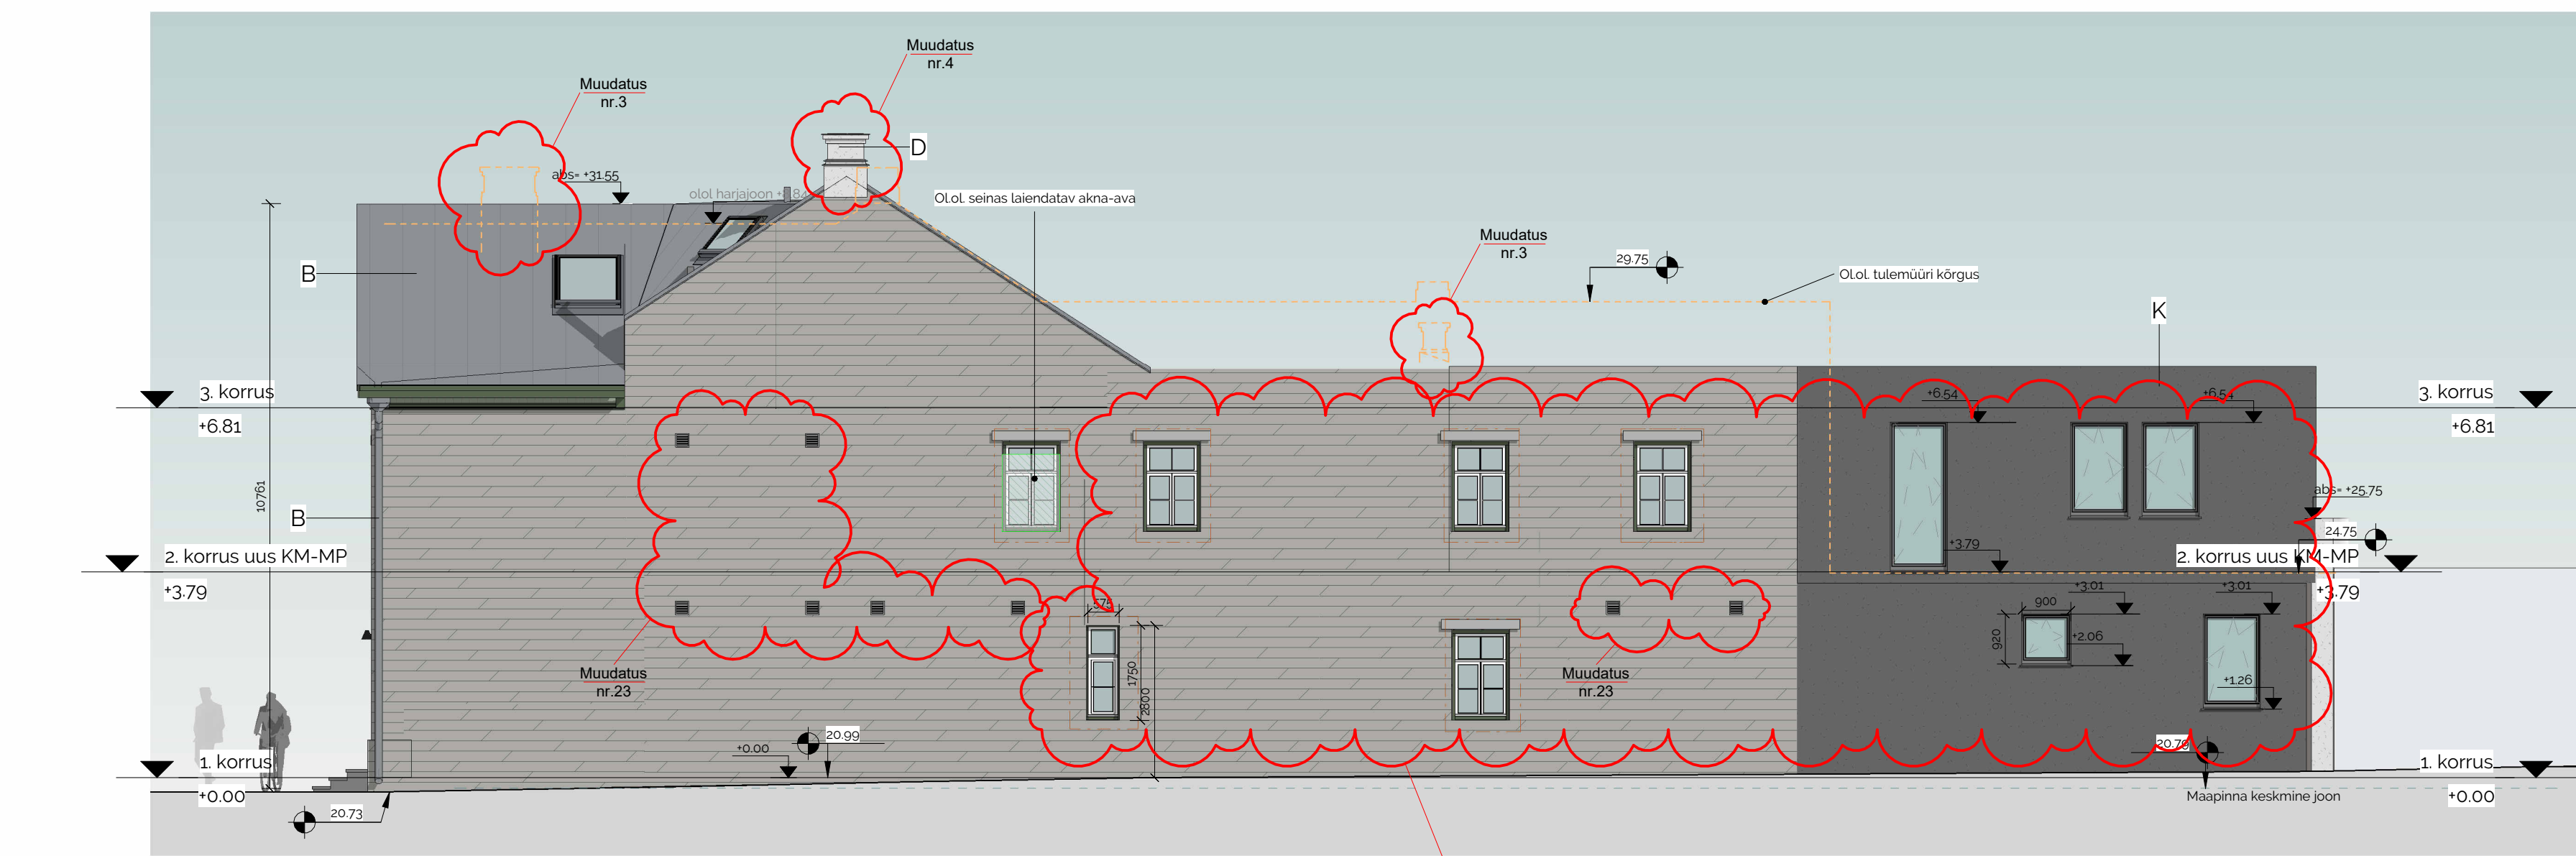 Muudatus
nr.4
Muudatus
nr.3
D
abs= +31.55
olol harjajoon
Ol.ol. seinas laiendatav akna-ava
Muudatus
nr.3
29.75
Ol.ol. tulemüüri kõrgus
B
K
3. korrus
+6.81
+6.54
+6.54
3. korrus
+6.81
10761
B
abs= +25.75
24.75
2. korrus uus KM-MP
+3.79
+3.79
2. korrus uus KM-MP
+3.79
575
+3.01
+3.01
900
920
+2.06
1750
2800
+1.26
Muudatus
nr.23
Muudatus
nr.23
20.99
+0.00
20.79
1. korrus
+0.00
1. korrus
+0.00
20.73
Maapinna keskmine joon